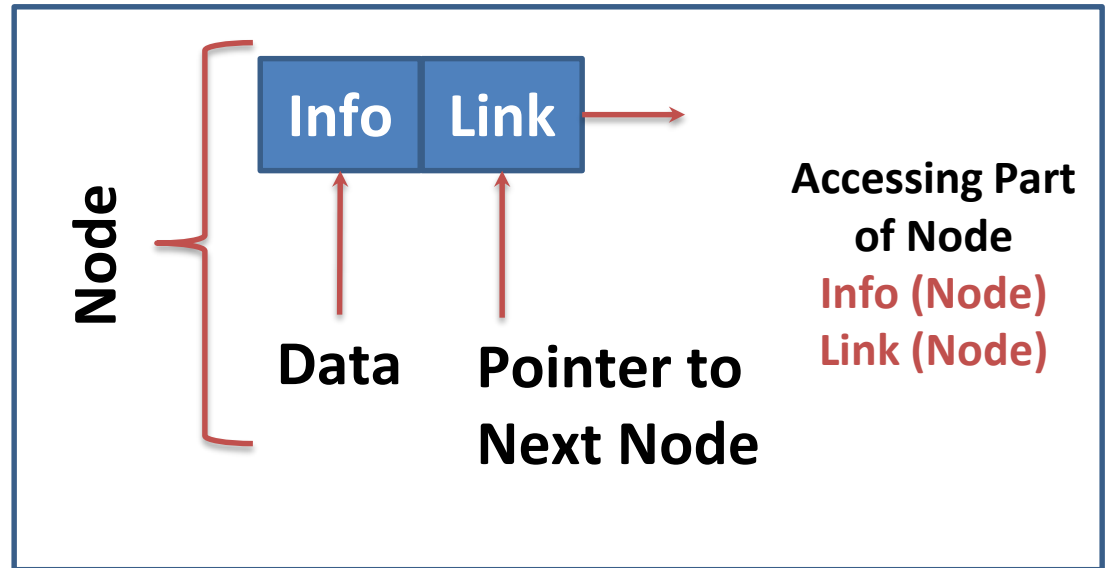 Node
Info
Link
Data
Pointer to
Next Node
Accessing Part
of Node
Info (Node)
Link (Node)